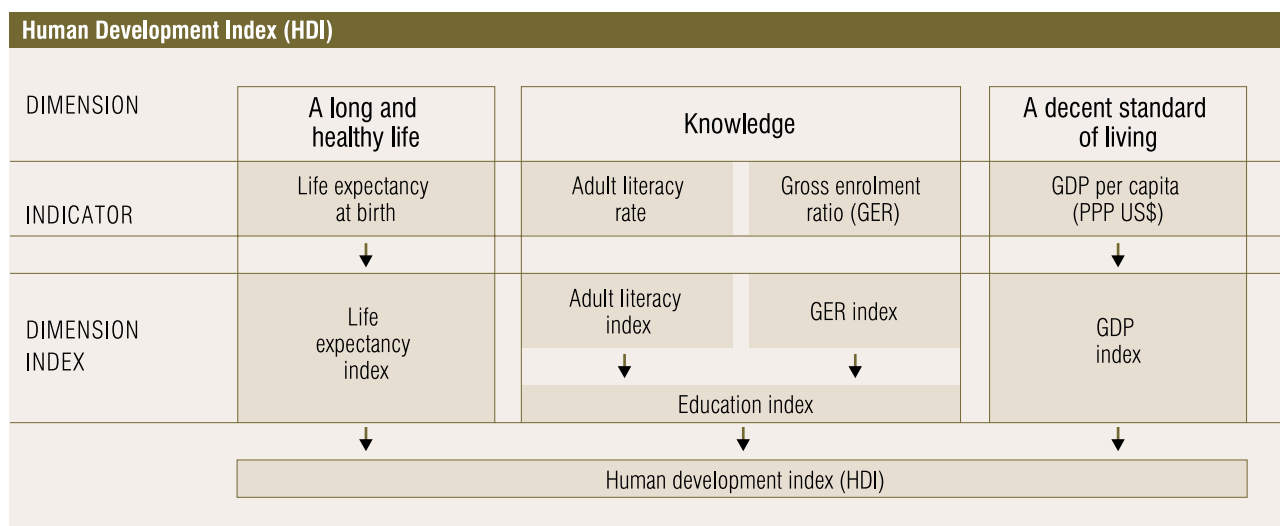 Human Development Index (HDI)
DIMENSION
A long and
healthy life
Knowledge
A decent standard
of living
INDICATOR
Life expectancy
at birth
Adult literacy
rate
Gross enrolment
ratio (GER)
GDP per capita
(PPP US$)
DIMENSION
INDEX
Life
expectancy
index
Adult literacy
index
GER index
GDP
index
Education index
Human development index (HDI)